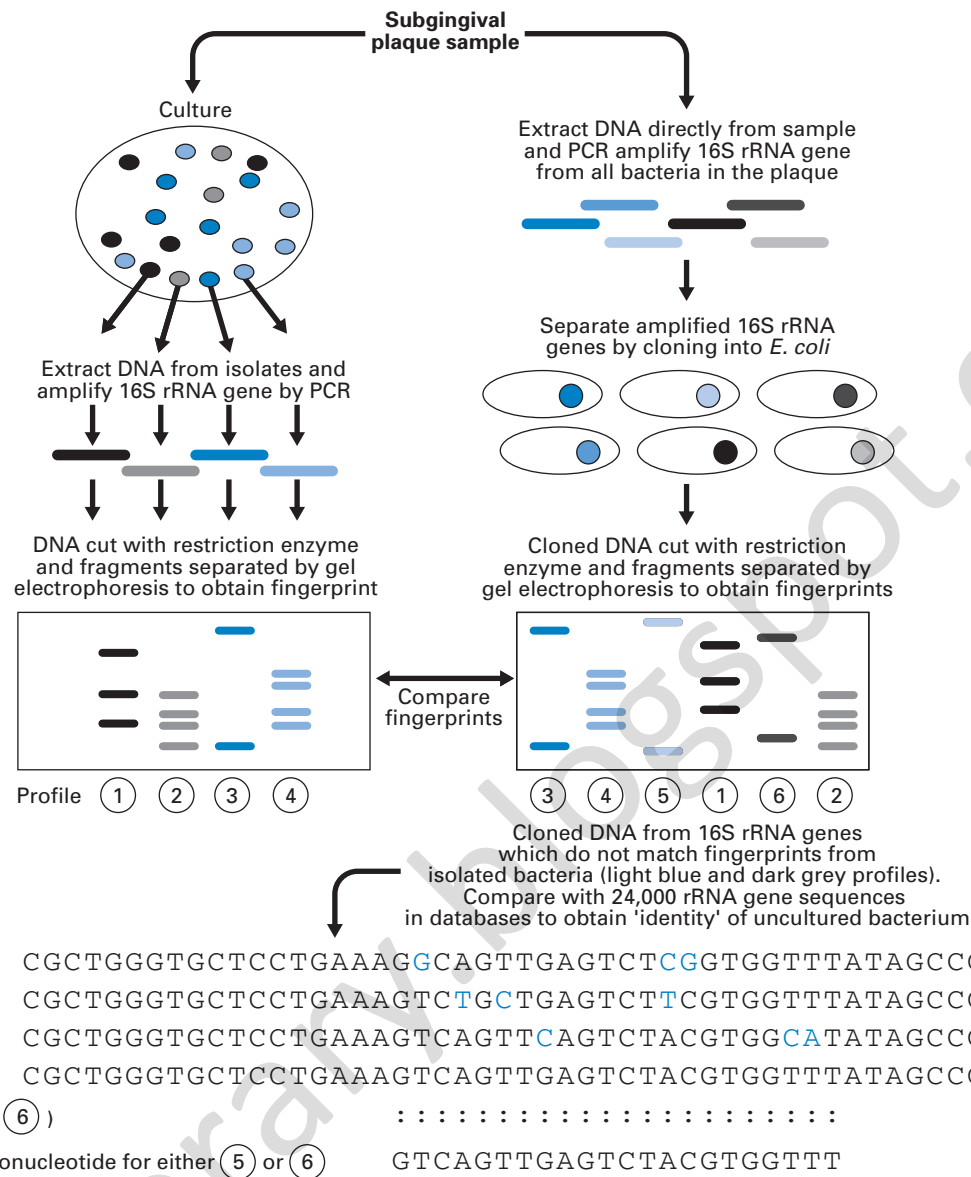 Subgingival
plaque sample
Culture
Extract DNA directly from sample
and PCR amplify 16S rRNA gene
from all bacteria in the plaque
Separate amplified 16S rRNA
genes by cloning into E. coli
Extract DNA from isolates and
amplify 16S rRNA gene by PCR
DNA cut with restriction enzyme
and fragments separated by gel
electrophoresis to obtain fingerprint
Cloned DNA cut with restriction
enzyme and fragments separated by
gel electrophoresis to obtain fingerprints
Compare
fingerprints
Profile 1 2 3 4
3 4 5 1 6 2
Cloned DNA from 16S rRNA genes
which do not match fingerprints from
isolated bacteria (light blue and dark grey profiles).
Compare with 24,000 rRNA gene sequences
in databases to obtain 'identity' of uncultured bacterium
CGCTGGGTGCTCCTGAAAGGCAGTTGAGTCTCGGTGGTTTATAGCC
CGCTGGGTGCTCCTGAAAGTCTGCTGAGTCTTCGTGGTTTATAGCC
CGCTGGGTGCTCCTGAAAGTCAGTTCAGTCTACGTGGCATATAGCC
CGCTGGGTGCTCCTGAAAGTCAGTTGAGTCTACGTGGTTTATAGCC
6 )
: : : : : : : : : : : : : : : : : : : : : :
onucleotide for either 5 or 6
GTCAGTTGAGTCTACGTGGTTT
rary.blogspot.